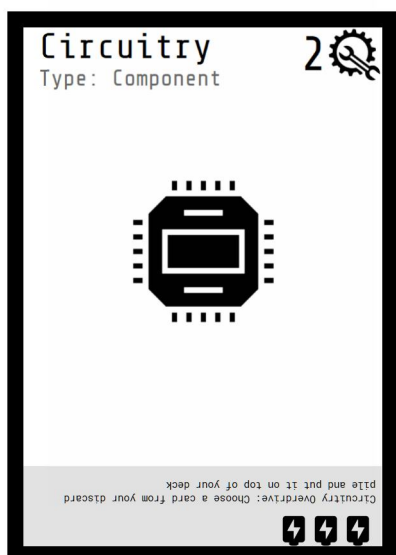 Circuitry
2
Type: Component
Circuitry Overdrive: Choose a card from your discard
pile and put it on top of your deck